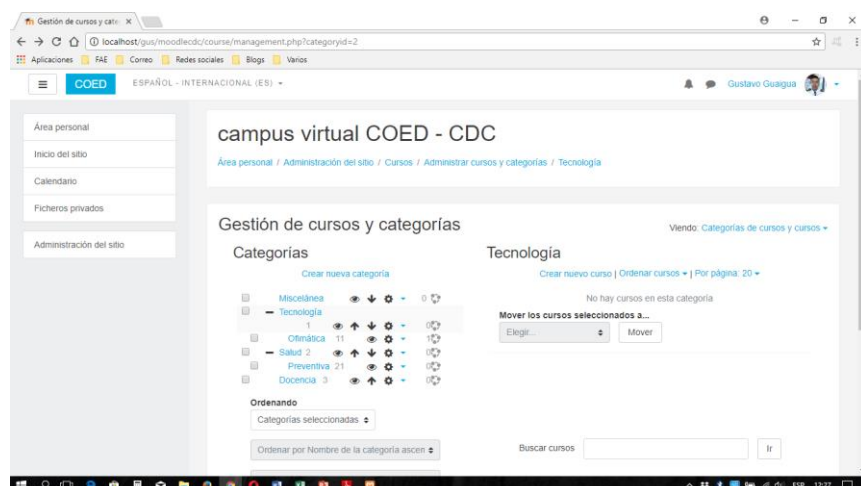 Gestión de cursos y cate
localhost/gus/moodlecdc/course/management.php?categoryid=2
Aplicaciones FAE Correo Redes sociales Blogs Varios
COED ESPAÑOL - INTERNACIONAL (ES) Gustavo Guaigua
Área personal
Inicio del sitio
Calendario
Ficheros privados
Administración del sitio
campus virtual COED - CDC
Área personal / Administración del sitio / Cursos / Administrar cursos y categorías / Tecnología
Gestión de cursos y categorías
Viendo: Categorías de cursos y cursos
Categorías
Crear nueva categoría
Miscelánea 0
Tecnología
1 0
Ofimática 11 1
Salud 2 0
Preventiva 21 0
Docencia 3 0
Ordenando
Categorías seleccionadas
Ordenar por Nombre de la categoría ascen
Tecnología
Crear nuevo curso | Ordenar cursos | Por página: 20
No hay cursos en esta categoría
Mover los cursos seleccionados a...
Elegir... Mover
Buscar cursos Ir
ESP 12:27